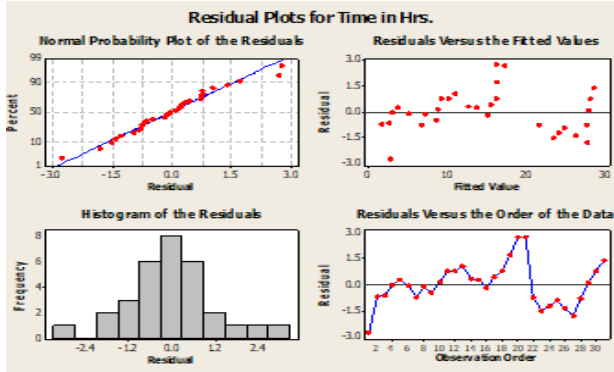 Residual Plots for Time in Hrs.
Normal Probability Plot of the Residuals
99
90
50
10
1
Percent
-3.0
-1.5
0.0
1.5
3.0
Residual
Residuals Versus the Fitted Values
3.0
1.5
0.0
-1.5
-3.0
Residual
0
10
20
30
Fitted Value
Histogram of the Residuals
8
6
4
2
0
Frequency
-2.4
-1.2
0.0
1.2
2.4
Residual
Residuals Versus the Order of the Data
3.0
1.5
0.0
-1.5
-3.0
Residual
2 4 6 8 10 12 14 16 18 20 22 24 26 28 30
Observation Order